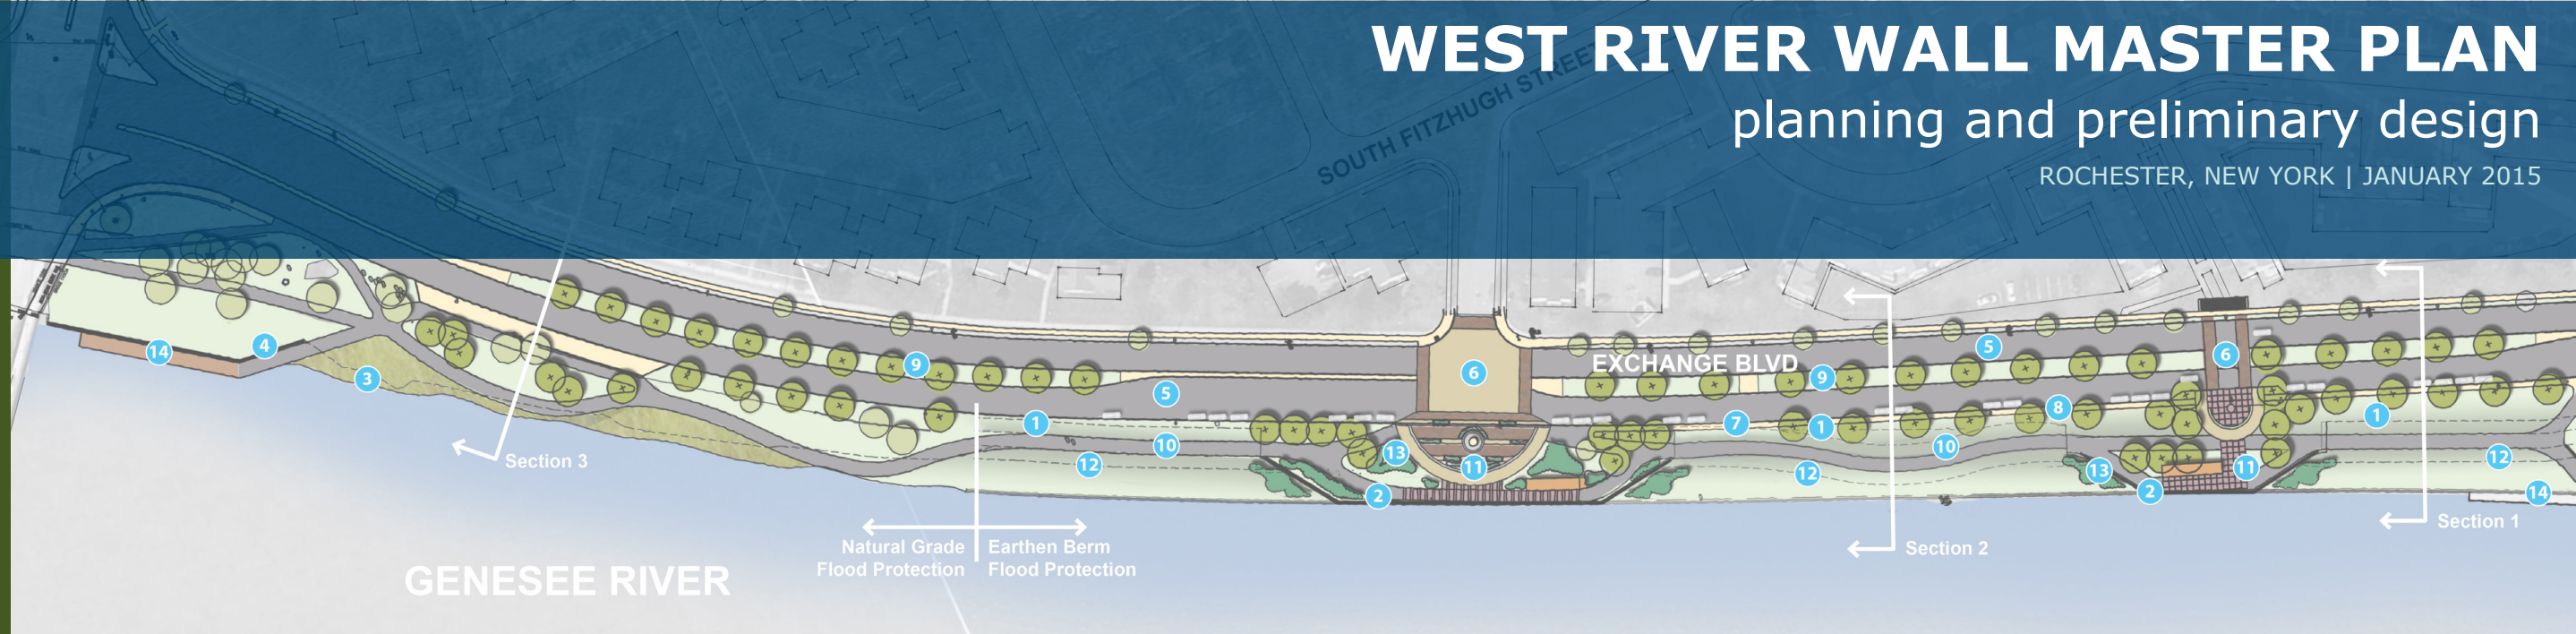 WEST RIVER WALL MASTER PLAN
planning and preliminary design
ROCHESTER, NEW YORK | JANUARY 2015
SOUTH FITZHUGH STREET
EXCHANGE BLVD
14
4
3
9
5
1
10
12
6
13
11
2
7
1
9
5
8
10
12
6
13
11
2
1
12
14
Section 3
Section 2
Section 1
Natural Grade
Flood Protection
Earthen Berm
Flood Protection
GENESEE RIVER